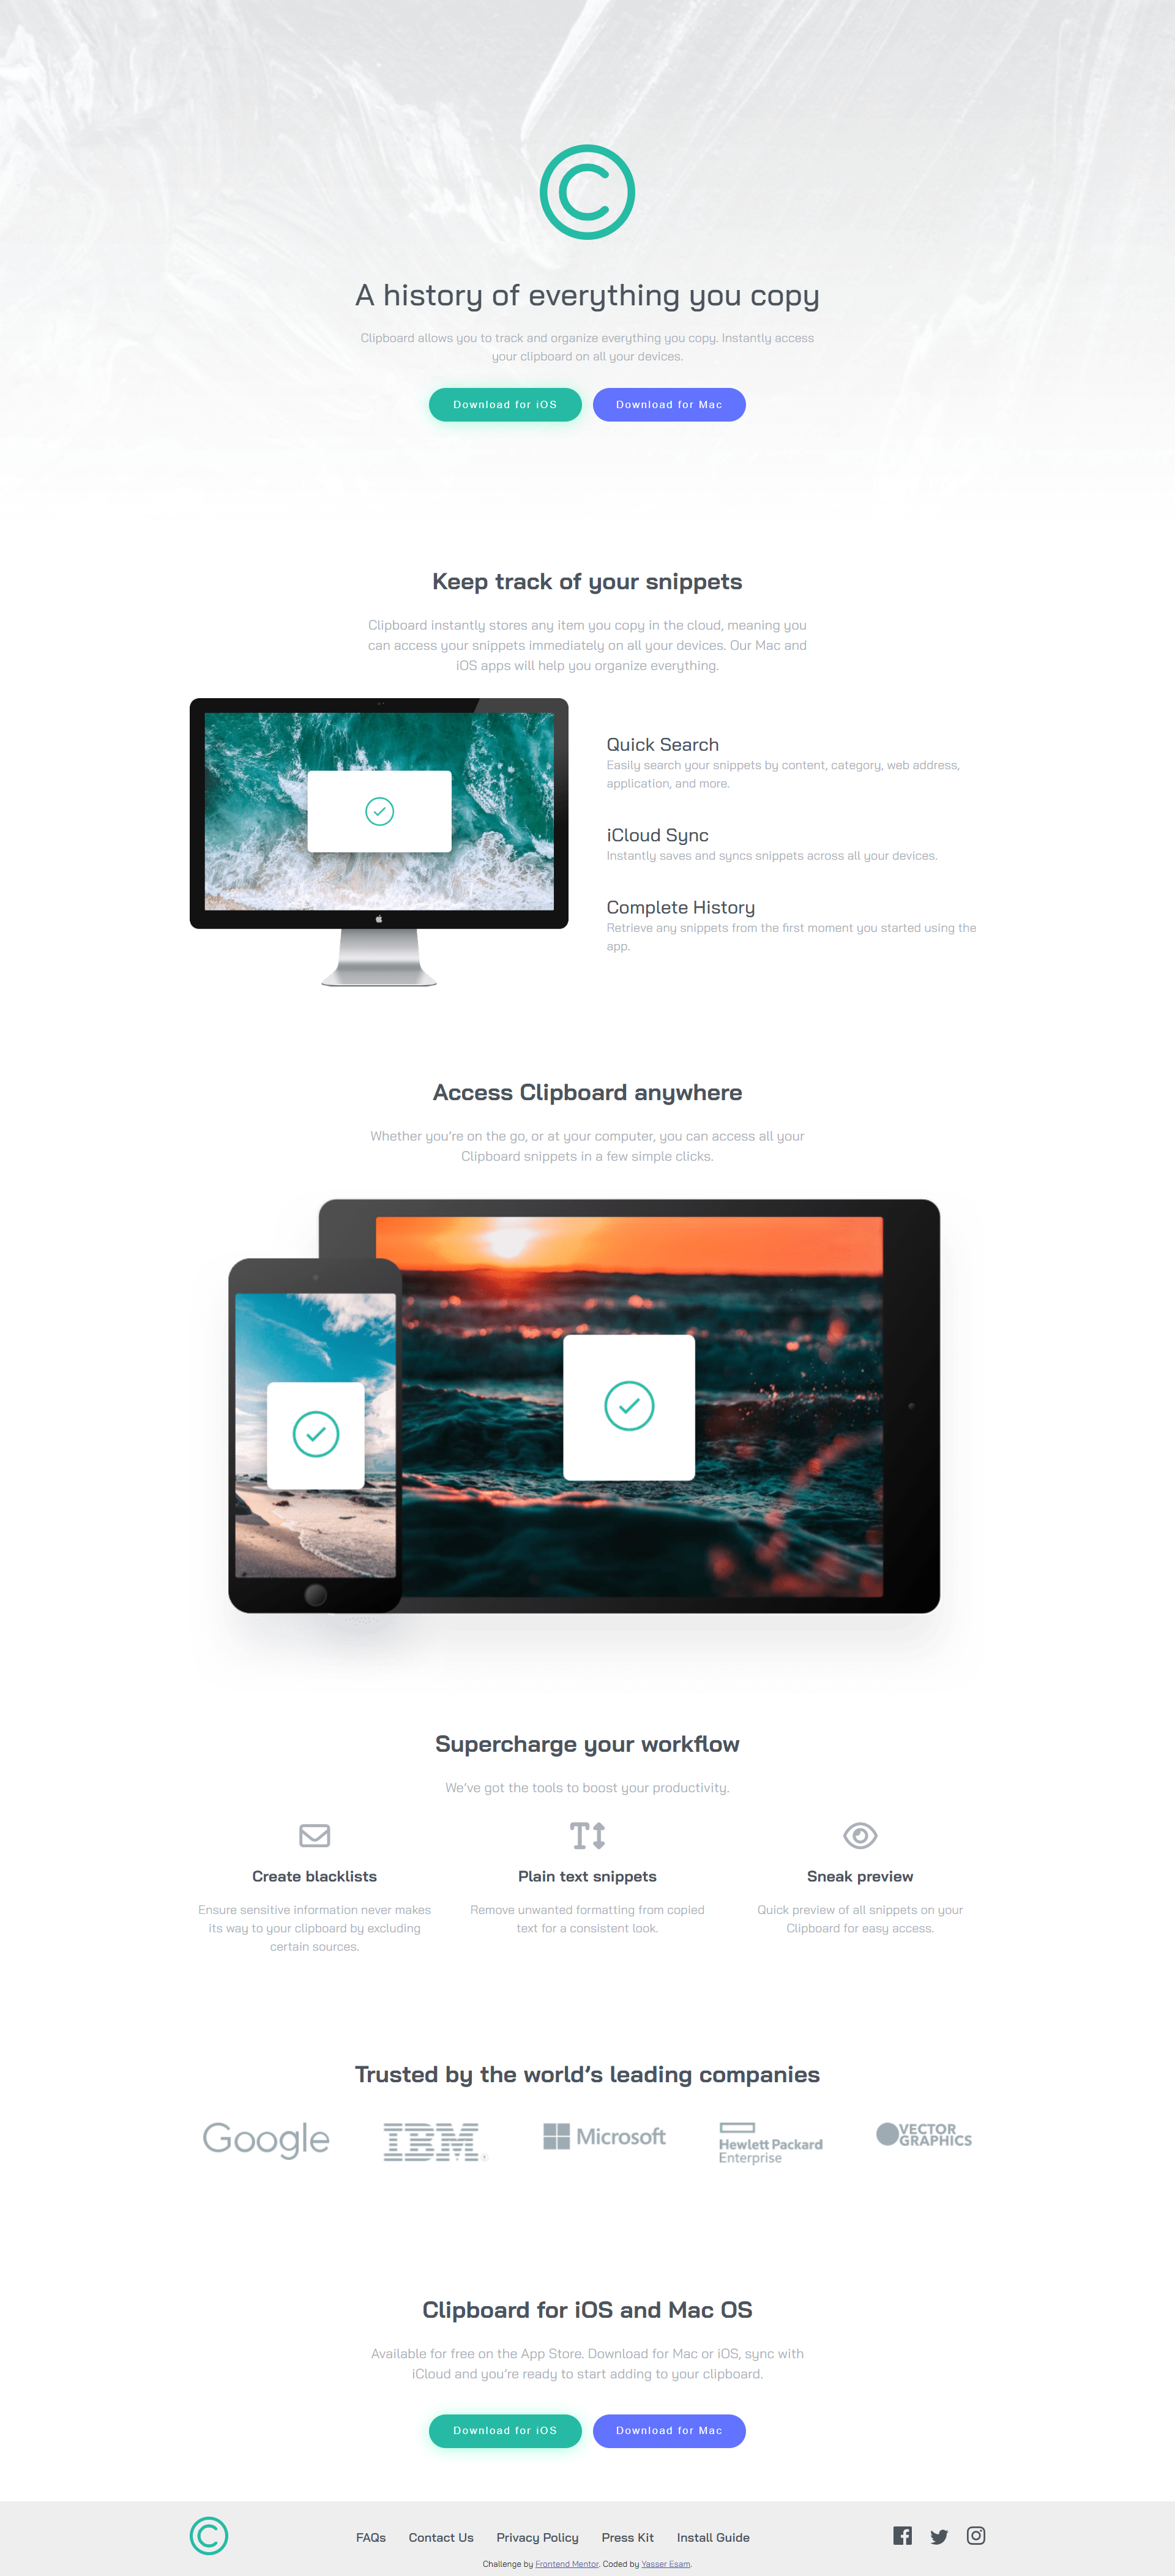 A history of everything you copy
Clipboard allows you to track and organize everything you copy. Instantly access
your clipboard on all your devices.
Download for iOS
Download for Mac
Keep track of your snippets
Clipboard instantly stores any item you copy in the cloud, meaning you
can access your snippets immediately on all your devices. Our Mac and
iOS apps will help you organize everything.
Quick Search
Easily search your snippets by content, category, web address,
application, and more.
iCloud Sync
Instantly saves and syncs snippets across all your devices.
Complete History
Retrieve any snippets from the first moment you started using the
app.
Access Clipboard anywhere
Whether you’re on the go, or at your computer, you can access all your
Clipboard snippets in a few simple clicks.
Supercharge your workflow
We’ve got the tools to boost your productivity.
Create blacklists
Ensure sensitive information never makes
its way to your clipboard by excluding
certain sources.
Plain text snippets
Remove unwanted formatting from copied
text for a consistent look.
Sneak preview
Quick preview of all snippets on your
Clipboard for easy access.
Trusted by the world’s leading companies
Google
IBM
Microsoft
Hewlett Packard
Enterprise
VECTOR
GRAPHICS
Clipboard for iOS and Mac OS
Available for free on the App Store. Download for Mac or iOS, sync with
iCloud and you’re ready to start adding to your clipboard.
Download for iOS
Download for Mac
FAQs
Contact Us
Privacy Policy
Press Kit
Install Guide
Challenge by Frontend Mentor. Coded by Yasser Esam.